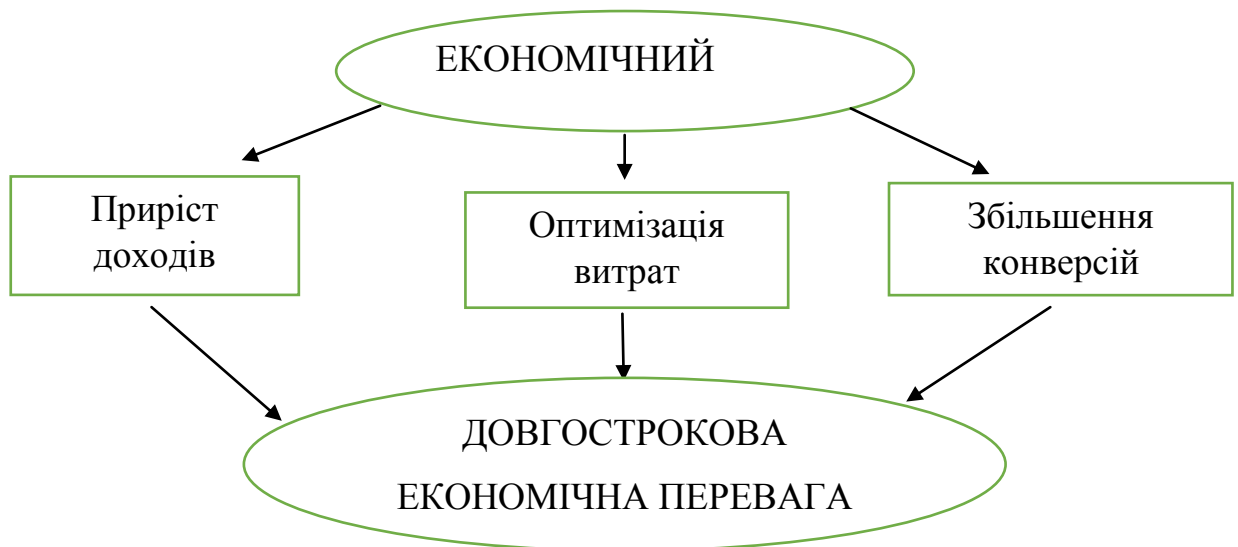 ЕКОНОМІЧНИЙ
Приріст
доходів
Оптимізація
витрат
Збільшення
конверсій
ДОВГОСТРОКОВА
ЕКОНОМІЧНА ПЕРЕВАГА